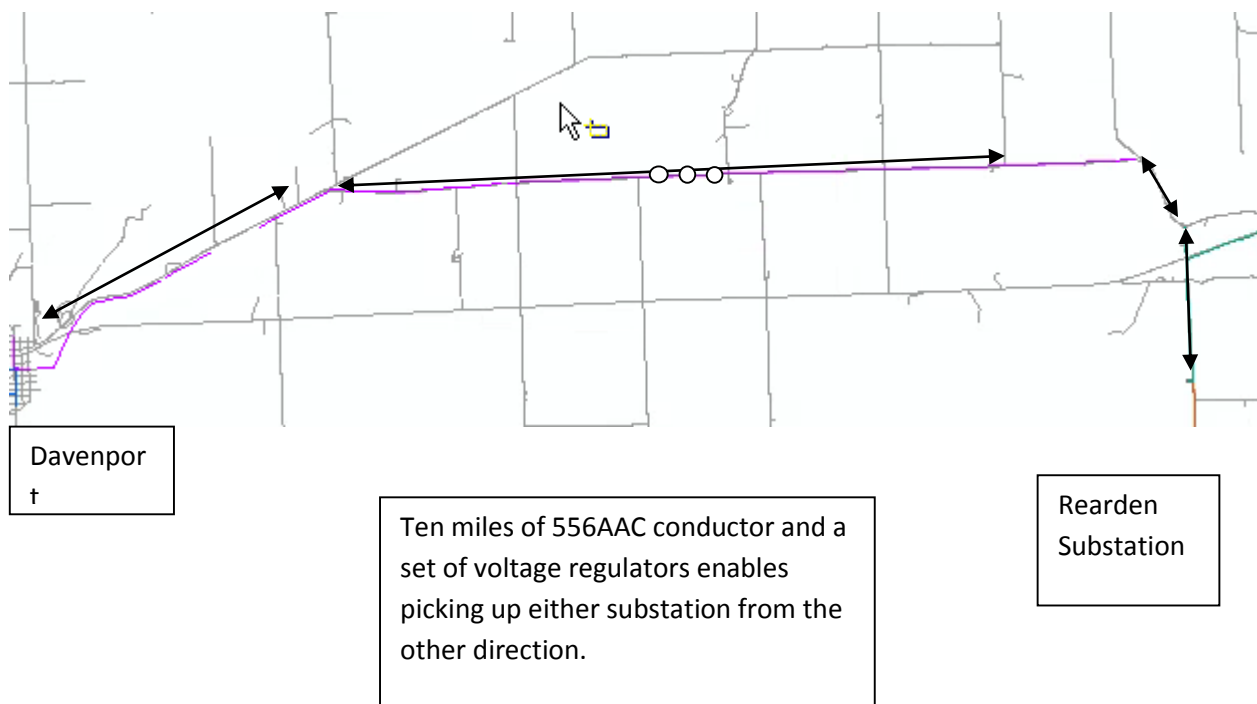 Davenpor
t
Ten miles of 556AAC conductor and a
set of voltage regulators enables
picking up either substation from the
other direction.
Rearden
Substation